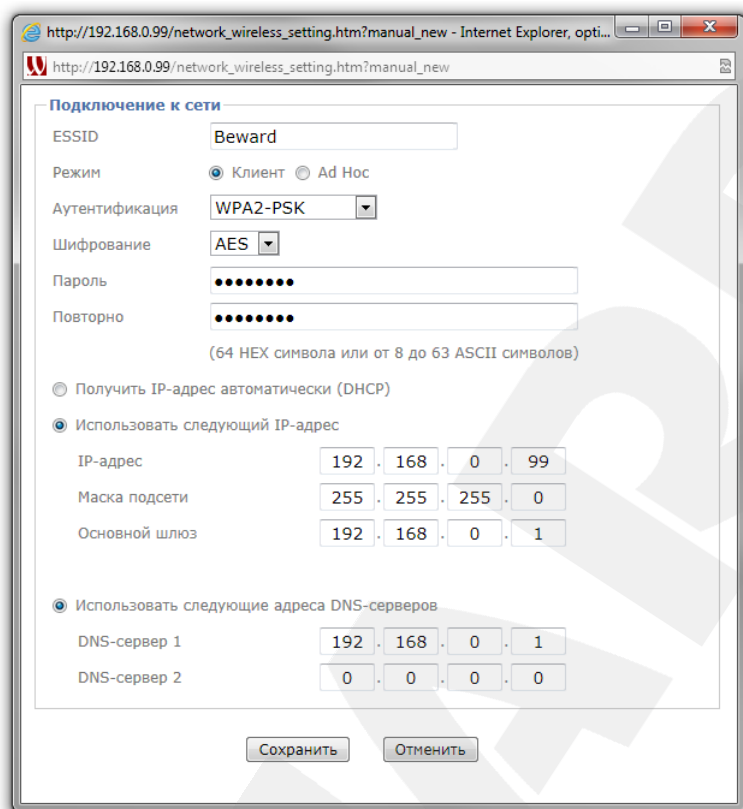 http://192.168.0.99/network_wireless_setting.htm?manual_new - Internet Explorer, opti...
http://192.168.0.99/network_wireless_setting.htm?manual_new
Подключение к сети
ESSID Beward
Режим Клиент Ad Hoc
Аутентификация WPA2-PSK
Шифрование AES
Пароль ●●●●●●●●
Повторно ●●●●●●●●
(64 HEX символа или от 8 до 63 ASCII символов)
Получить IP-адрес автоматически (DHCP)
Использовать следующий IP-адрес
IP-адрес 192 . 168 . 0 . 99
Маска подсети 255 . 255 . 255 . 0
Основной шлюз 192 . 168 . 0 . 1
Использовать следующие адреса DNS-серверов
DNS-сервер 1 192 . 168 . 0 . 1
DNS-сервер 2 0 . 0 . 0 . 0
Сохранить Отменить